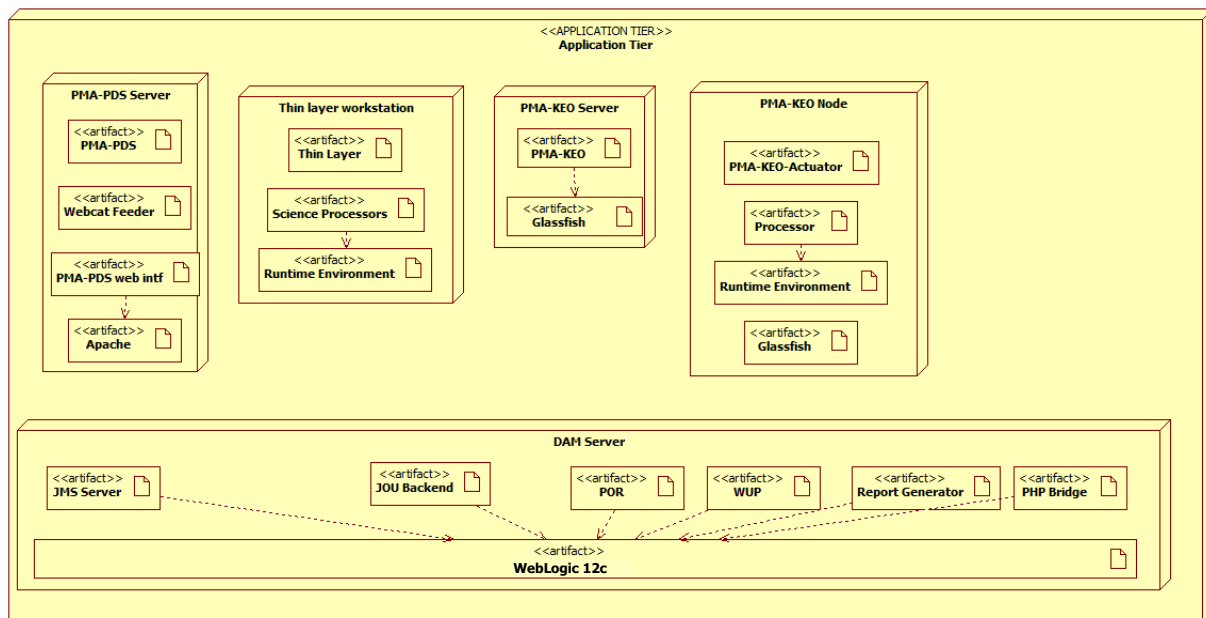 <<APPLICATION TIER>>
Application Tier
PMA-PDS Server
<<artifact>>
PMA-PDS
<<artifact>>
Webcat Feeder
<<artifact>>
PMA-PDS web intf
<<artifact>>
Apache
Thin layer workstation
<<artifact>>
Thin Layer
<<artifact>>
Science Processors
<<artifact>>
Runtime Environment
PMA-KEO Server
<<artifact>>
PMA-KEO
<<artifact>>
Glassfish
PMA-KEO Node
<<artifact>>
PMA-KEO-Actuator
<<artifact>>
Processor
<<artifact>>
Runtime Environment
<<artifact>>
Glassfish
DAM Server
<<artifact>>
JMS Server
<<artifact>>
JOU Backend
<<artifact>>
POR
<<artifact>>
WUP
<<artifact>>
Report Generator
<<artifact>>
PHP Bridge
<<artifact>>
WebLogic 12c